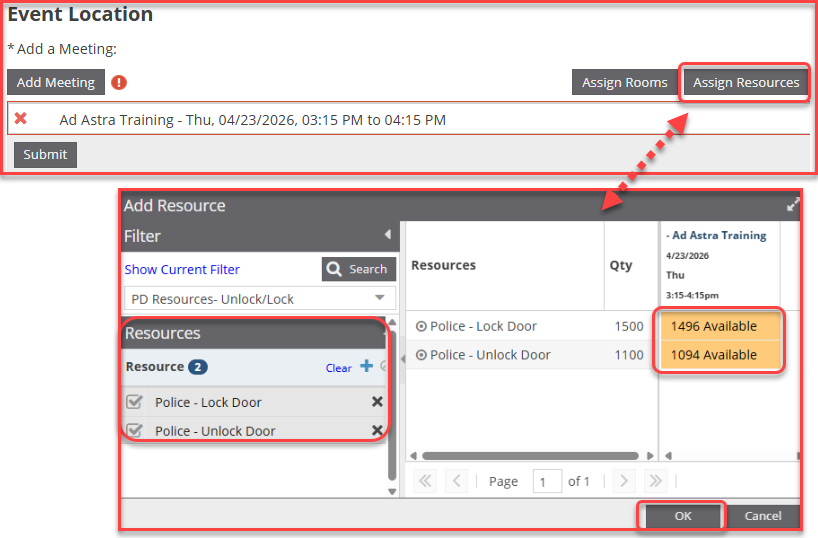 Event Location
* Add a Meeting:
Add Meeting
Assign Rooms
Assign Resources
Ad Astra Training - Thu, 04/23/2026, 03:15 PM to 04:15 PM
Submit
Add Resource
Filter
Show Current Filter
Search
PD Resources- Unlock/Lock
Resources
Resource 2
Clear
Police - Lock Door
Police - Unlock Door
Resources Qty
- Ad Astra Training
4/23/2026
Thu
3:15-4:15pm
Police - Lock Door 1500 1496 Available
Police - Unlock Door 1100 1094 Available
Page 1 of 1
OK
Cancel